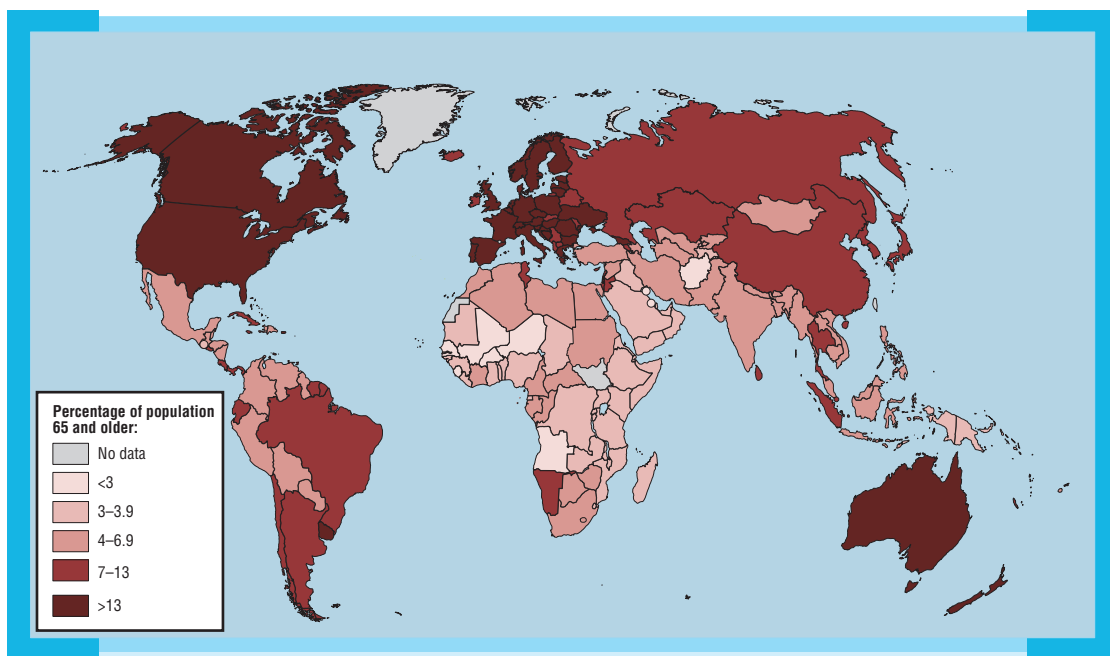 Percentage of population
65 and older:
No data
<3
3–3.9
4–6.9
7–13
>13